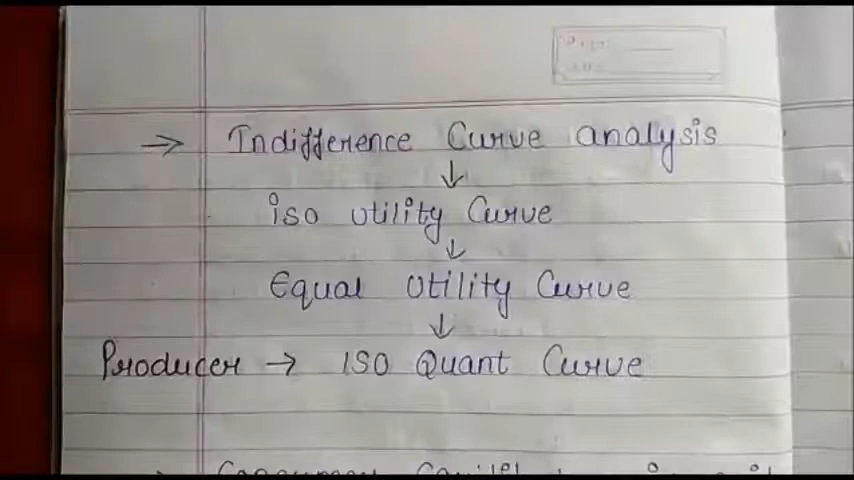 → Indifference Curve analysis
↓
iso utility Curve
↓
Equal Utility Curve
↓
Producer → ISO Quant Curve